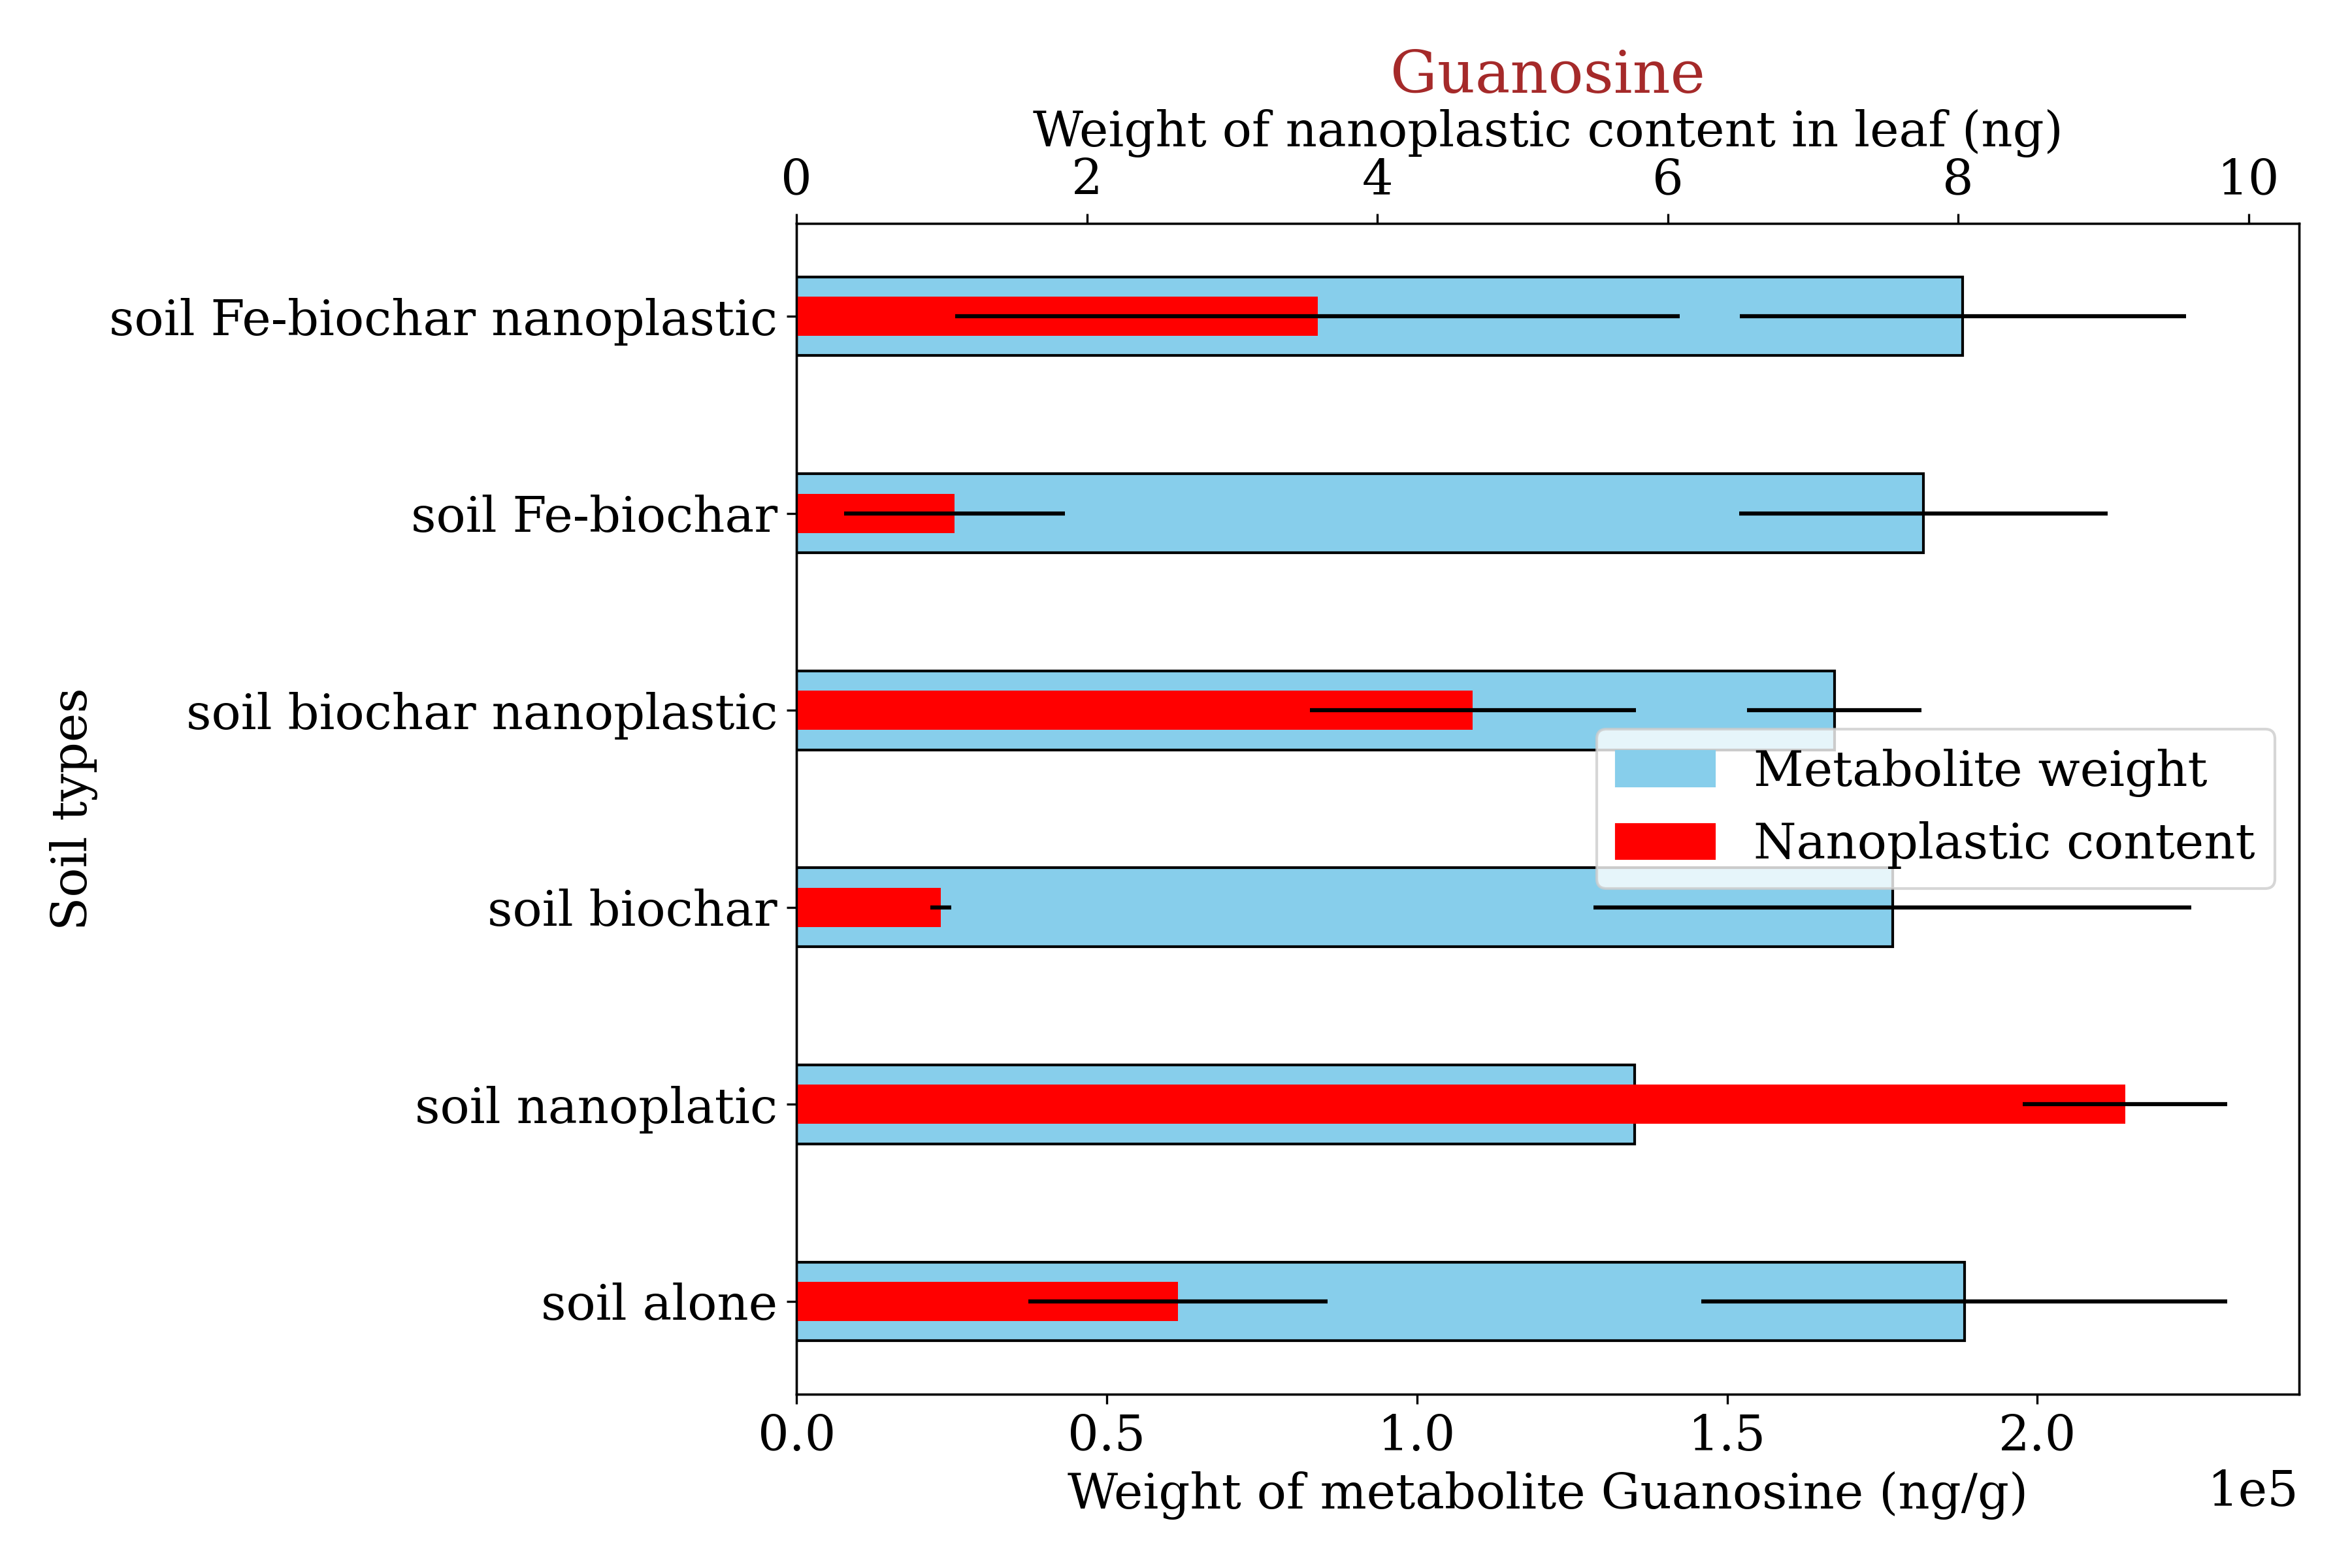 Guanosine
Weight of nanoplastic content in leaf (ng)
0 2 4 6 8 10
soil Fe-biochar nanoplastic
soil Fe-biochar
soil biochar nanoplastic
Metabolite weight
Nanoplastic content
soil biochar
soil nanoplatic
soil alone
Soil types
0.0 0.5 1.0 1.5 2.0
Weight of metabolite Guanosine (ng/g)
1e5